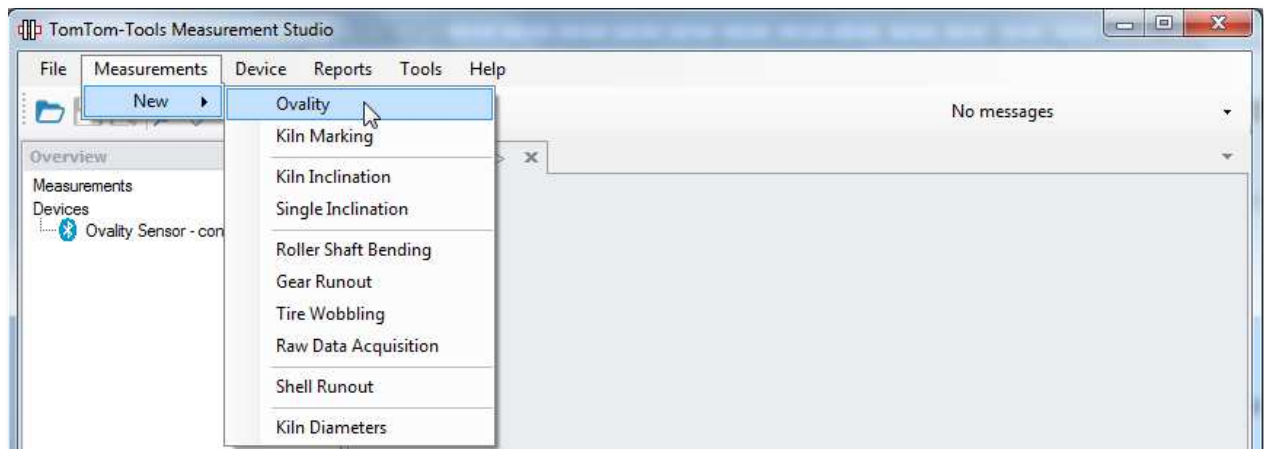 TomTom-Tools Measurement Studio
File Measurements Device Reports Tools Help
New
Ovality
No messages
Kiln Marking
Overview
Kiln Inclination
Measurements
Single Inclination
Devices
Ovality Sensor - con
Roller Shaft Bending
Gear Runout
Tire Wobbling
Raw Data Acquisition
Shell Runout
Kiln Diameters